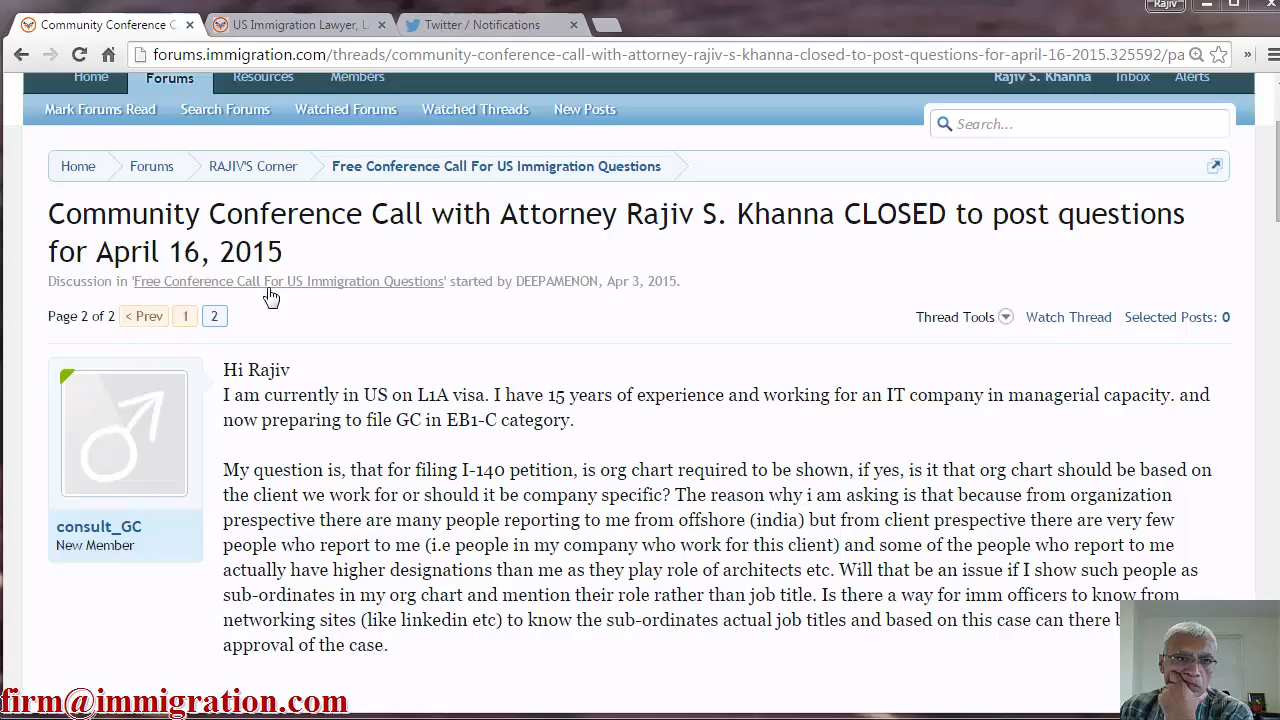 Rajiv
Community Conference C
US Immigration Lawyer, L
Twitter / Notifications
forums.immigration.com/threads/community-conference-call-with-attorney-rajiv-s-khanna-closed-to-post-questions-for-april-16-2015.325592/pa
Home Forums Resources Members Rajiv S. Khanna Inbox Alerts
Mark Forums Read Search Forums Watched Forums Watched Threads New Posts
Search...
Home Forums RAJIV'S Corner Free Conference Call For US Immigration Questions
Community Conference Call with Attorney Rajiv S. Khanna CLOSED to post questions
for April 16, 2015
Discussion in 'Free Conference Call For US Immigration Questions' started by DEEPAMENON, Apr 3, 2015.
Page 2 of 2 < Prev 1 2 Thread Tools Watch Thread Selected Posts: 0
Hi Rajiv
I am currently in US on L1A visa. I have 15 years of experience and working for an IT company in managerial capacity. and
now preparing to file GC in EB1-C category.
My question is, that for filing I-140 petition, is org chart required to be shown, if yes, is it that org chart should be based on
the client we work for or should it be company specific? The reason why i am asking is that because from organization
prespective there are many people reporting to me from offshore (india) but from client prespective there are very few
people who report to me (i.e people in my company who work for this client) and some of the people who report to me
actually have higher designations than me as they play role of architects etc. Will that be an issue if I show such people as
sub-ordinates in my org chart and mention their role rather than job title. Is there a way for imm officers to know from
networking sites (like linkedin etc) to know the sub-ordinates actual job titles and based on this case can there
approval of the case.
consult_GC
New Member
firm@immigration.com